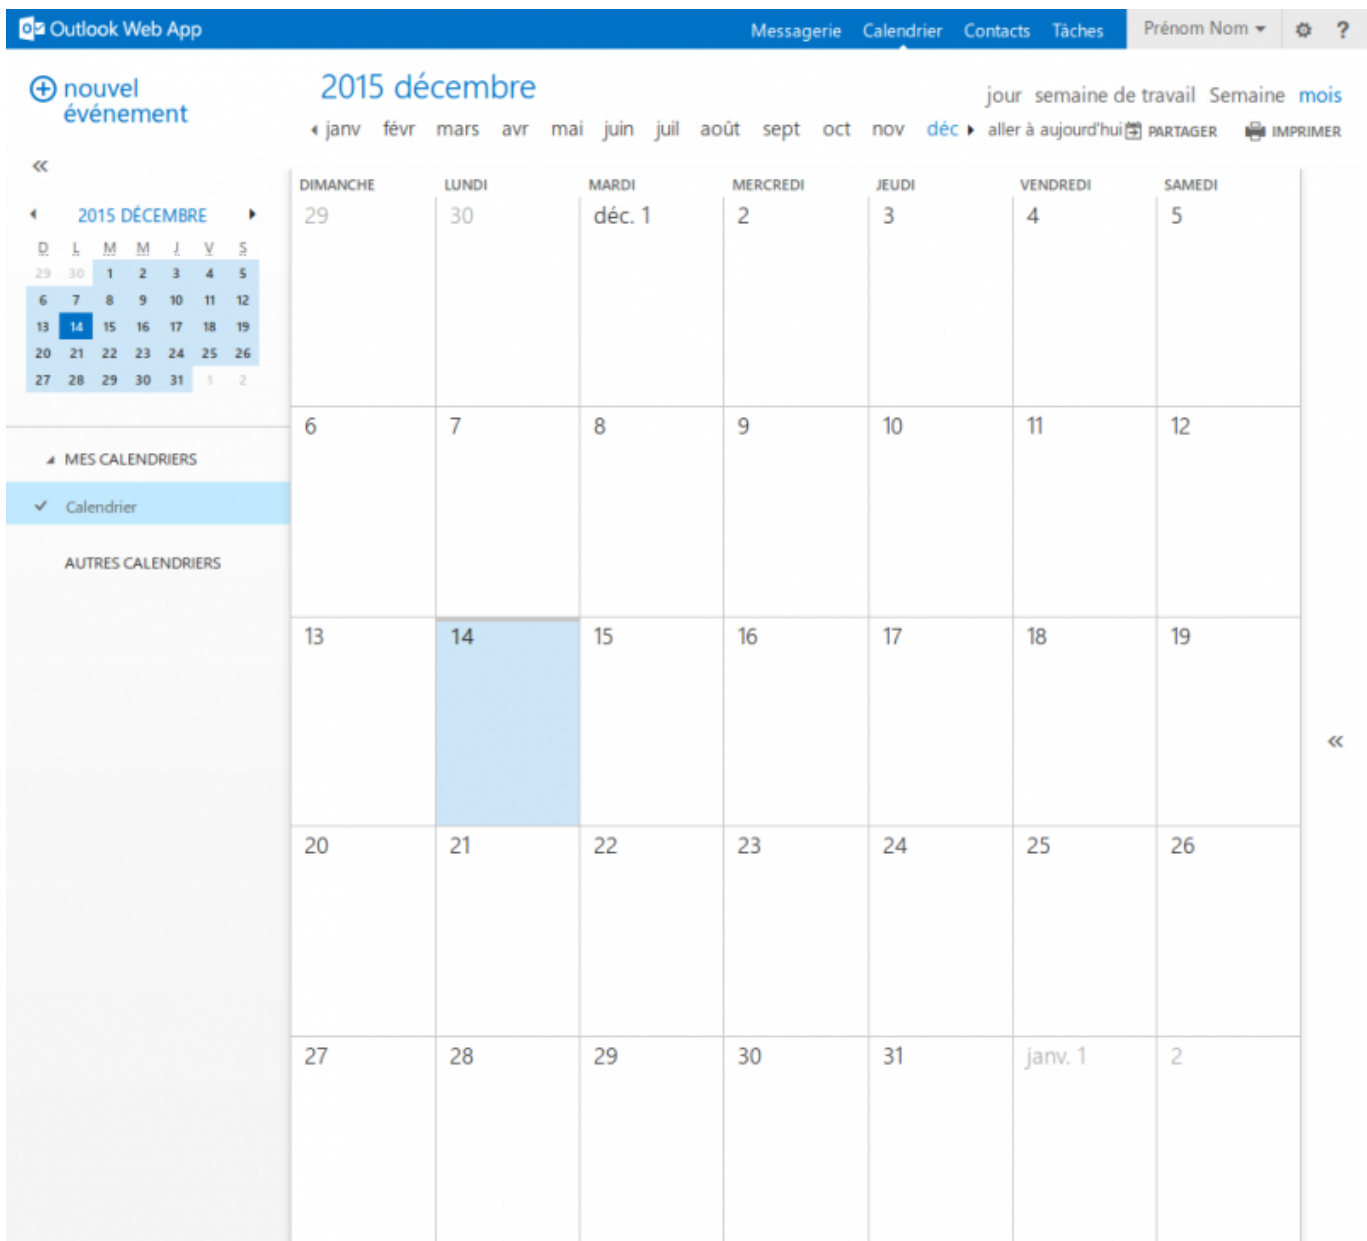 Outlook Web App
Messagerie Calendrier Contacts Tâches Prénom Nom ?
nouvel
événement
2015 décembre
jour semaine de travail Semaine mois
janv févr mars avr mai juin juil août sept oct nov déc aller à aujourd'hui PARTAGER IMPRIMER
2015 DÉCEMBRE
D L M M J V S
29 30 1 2 3 4 5
6 7 8 9 10 11 12
13 14 15 16 17 18 19
20 21 22 23 24 25 26
27 28 29 30 31 1 2
MES CALENDRIERS
Calendrier
AUTRES CALENDRIERS
DIMANCHE LUNDI MARDI MERCREDI JEUDI VENDREDI SAMEDI
29 30 déc. 1 2 3 4 5
6 7 8 9 10 11 12
13 14 15 16 17 18 19
20 21 22 23 24 25 26
27 28 29 30 31 janv. 1 2